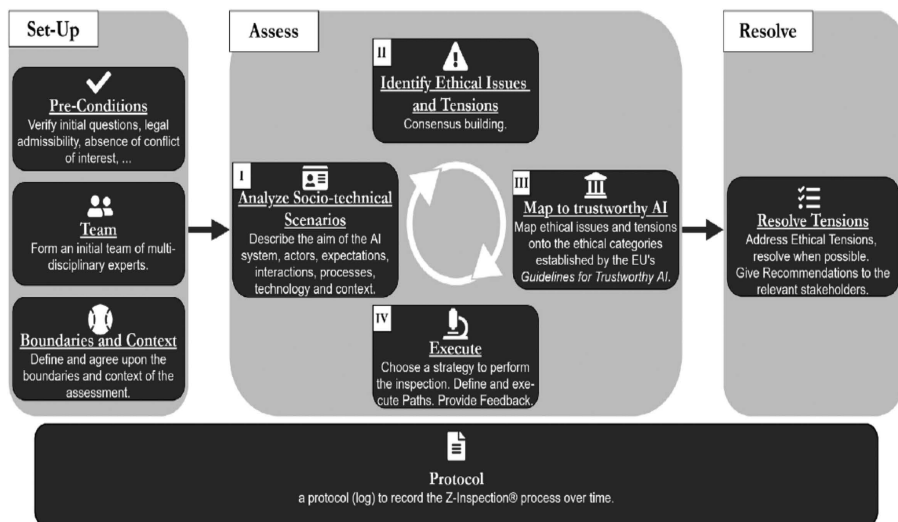 Set-Up
Pre-Conditions
Verify initial questions, legal
admissibility, absence of conflict
of interest, ...
Team
Form an initial team of multi-
disciplinary experts.
Boundaries and Context
Define and agree upon the
boundaries and context of the
assessment.
Assess
I
Analyze Socio-technical
Scenarios
Describe the aim of the AI
system, actors, expectations,
interactions, processes,
technology and context.
II
Identify Ethical Issues
and Tensions
Consensus building.
III
Map to trustworthy AI
Map ethical issues and tensions
onto the ethical categories
established by the EU's
Guidelines for Trustworthy AI.
IV
Execute
Choose a strategy to perform
the inspection. Define and exe-
cute Paths. Provide Feedback.
Resolve
Resolve Tensions
Address Ethical Tensions,
resolve when possible.
Give Recommendations to the
relevant stakeholders.
Protocol
a protocol (log) to record the Z-Inspection® process over time.